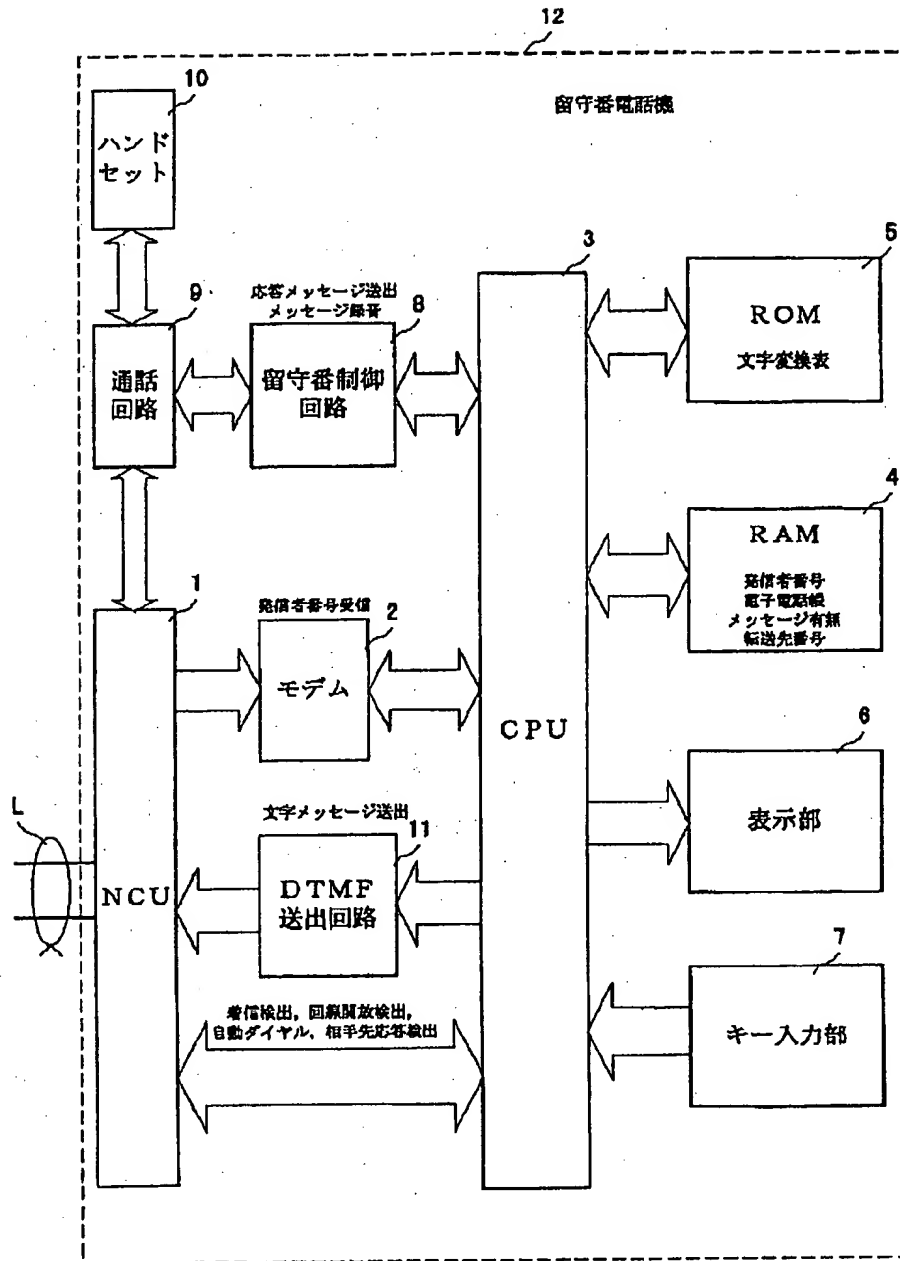 12
留守番電話機
10
ハンド
セット
9
通話
回路
応答メッセージ送出
メッセージ録音
8
留守番制御
回路
3
CPU
5
ROM
文字変換表
4
RAM
発信者番号
電子電話帳
メッセージ有無
転送先番号
1
NCU
発信者番号受信
2
モデム
6
表示部
文字メッセージ送出
11
DTMF
送出回路
L
7
キー入力部
着信検出,回線開放検出,
自動ダイヤル、相手先応答検出